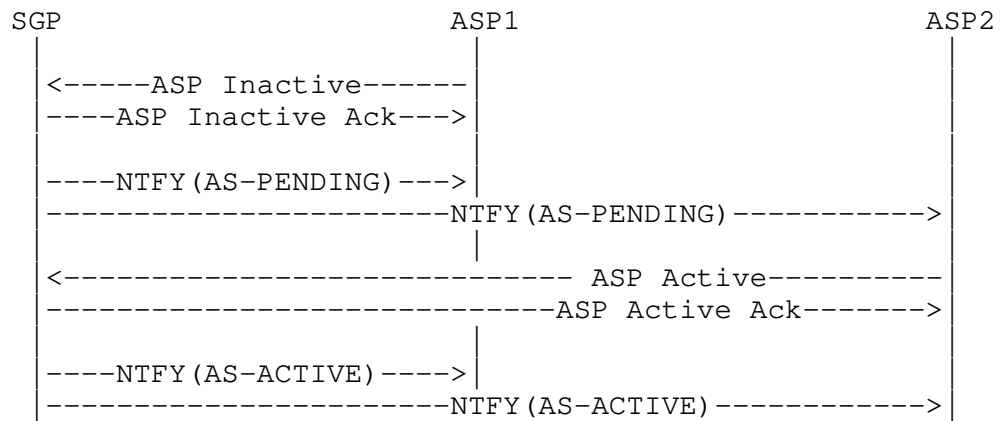 SGP ASP1 ASP2
<-----ASP Inactive------
----ASP Inactive Ack--->
----NTFY(AS-PENDING)--->
----------------------NTFY(AS-PENDING)----------->
<---------------------------- ASP Active----------
-----------------------------ASP Active Ack------->
----NTFY(AS-ACTIVE)---->
----------------------NTFY(AS-ACTIVE)------------>